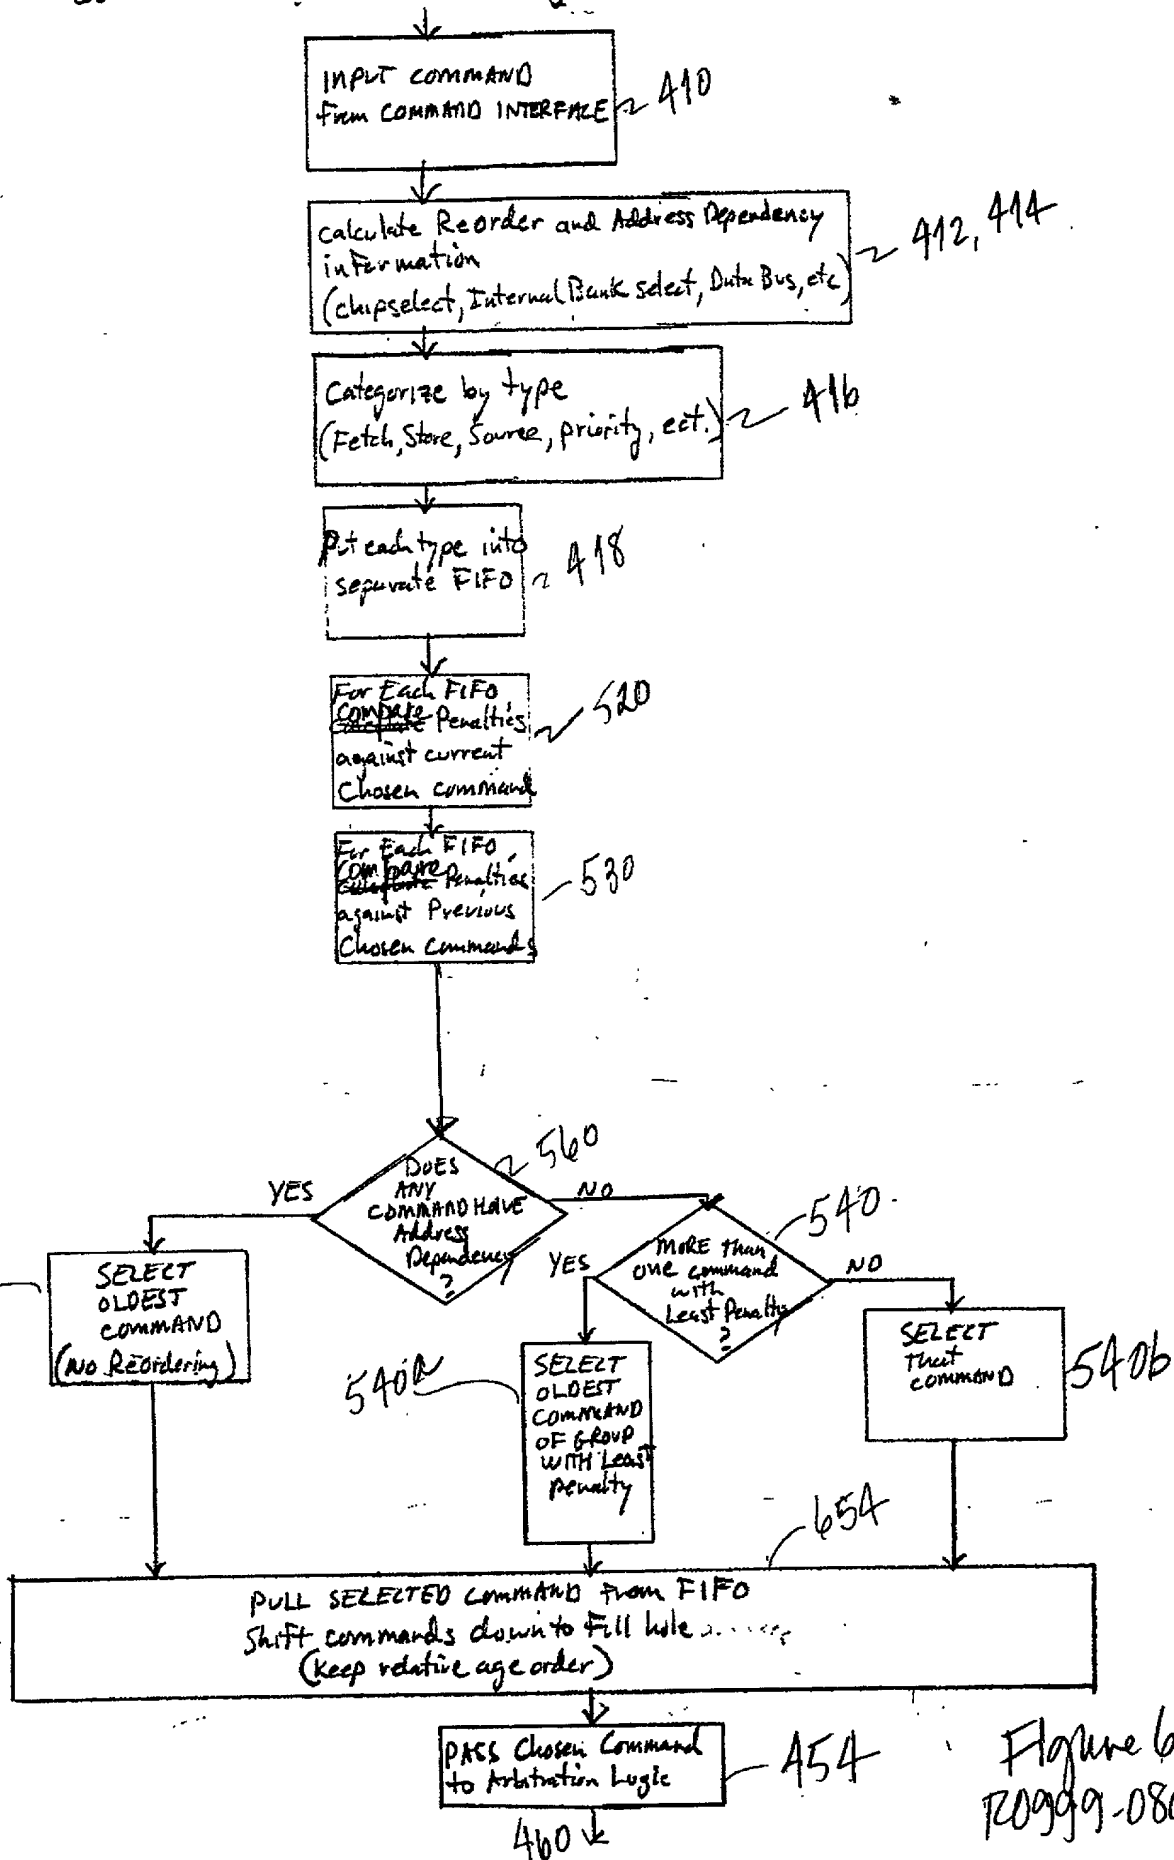 INPUT COMMAND
From COMMAND INTERFACE
410
Calculate Reorder and Address Dependency
information
(chipselect, Internal Bank select, Data Bus, etc)
412, 414
Categorize by type
(Fetch, Store, Source, priority, ect.)
416
Put each type into
separate FIFO
418
For Each FIFO
Compare
Penalties
against current
Chosen command
520
For Each FIFO
Compare
Penalties
against Previous
Chosen Commands
530
DOES
ANY
COMMAND HAVE
Address
Dependency
?
560
YES
NO
MORE than
one command
with
Least Penalty
?
540
YES
NO
SELECT
OLDEST
COMMAND
(No Reordering)
SELECT
OLDEST
COMMAND
OF GROUP
WITH Least
penalty
540a
SELECT
that
COMMAND
540b
654
PULL SELECTED COMMAND from FIFO
Shift commands down to Fill hole
(keep relative age order)
PASS Chosen Command
to Arbitration Logic
454
460
Figure 6
R0999-08